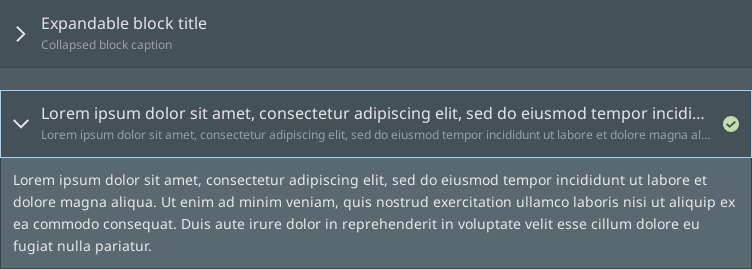 Expandable block title
Collapsed block caption
Lorem ipsum dolor sit amet, consectetur adipiscing elit, sed do eiusmod tempor incidi...
Lorem ipsum dolor sit amet, consectetur adipiscing elit, sed do eiusmod tempor incididunt ut labore et dolore magna al...
Lorem ipsum dolor sit amet, consectetur adipiscing elit, sed do eiusmod tempor incididunt ut labore et
dolore magna aliqua. Ut enim ad minim veniam, quis nostrud exercitation ullamco laboris nisi ut aliquip ex
ea commodo consequat. Duis aute irure dolor in reprehenderit in voluptate velit esse cillum dolore eu
fugiat nulla pariatur.